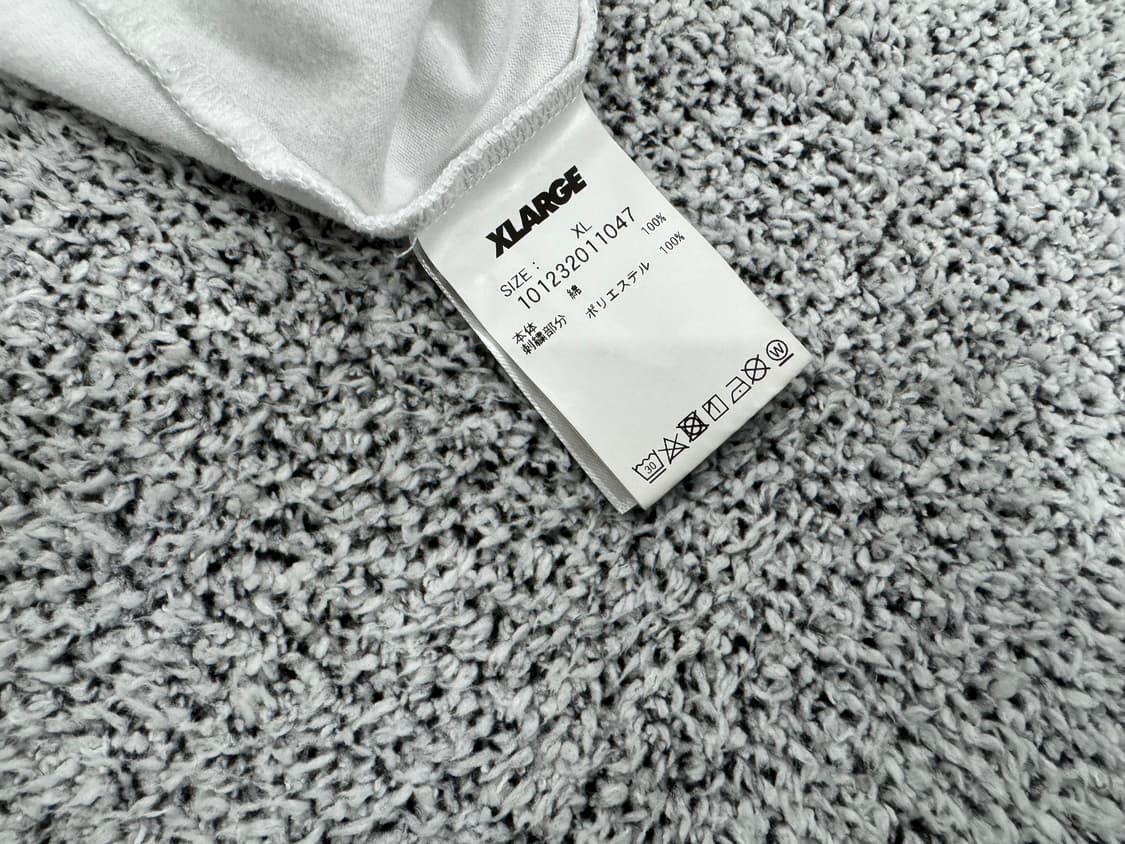 XLARGE
SIZE: XL
101232011047
本体 綿 100%
刺繍部分 ポリエステル 100%
30 W